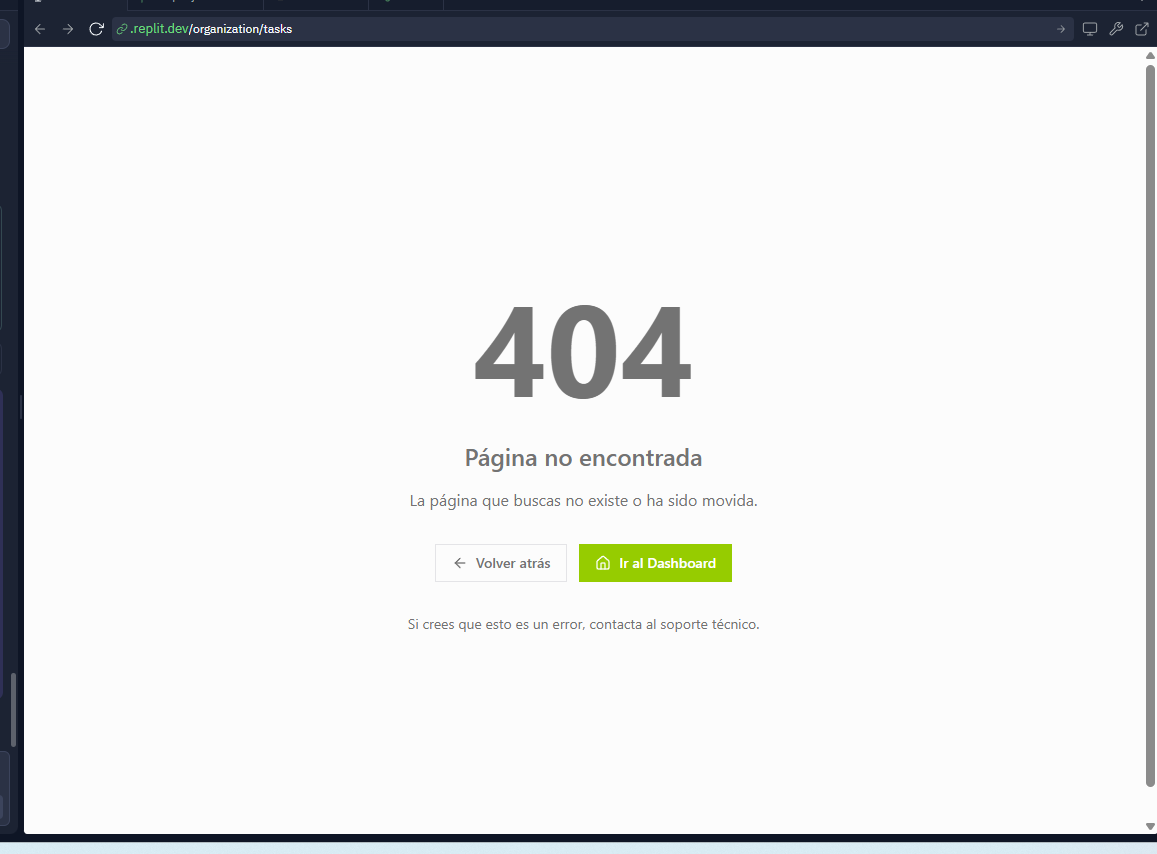 .replit.dev/organization/tasks
404
Página no encontrada
La página que buscas no existe o ha sido movida.
Volver atrás
Ir al Dashboard
Si crees que esto es un error, contacta al soporte técnico.